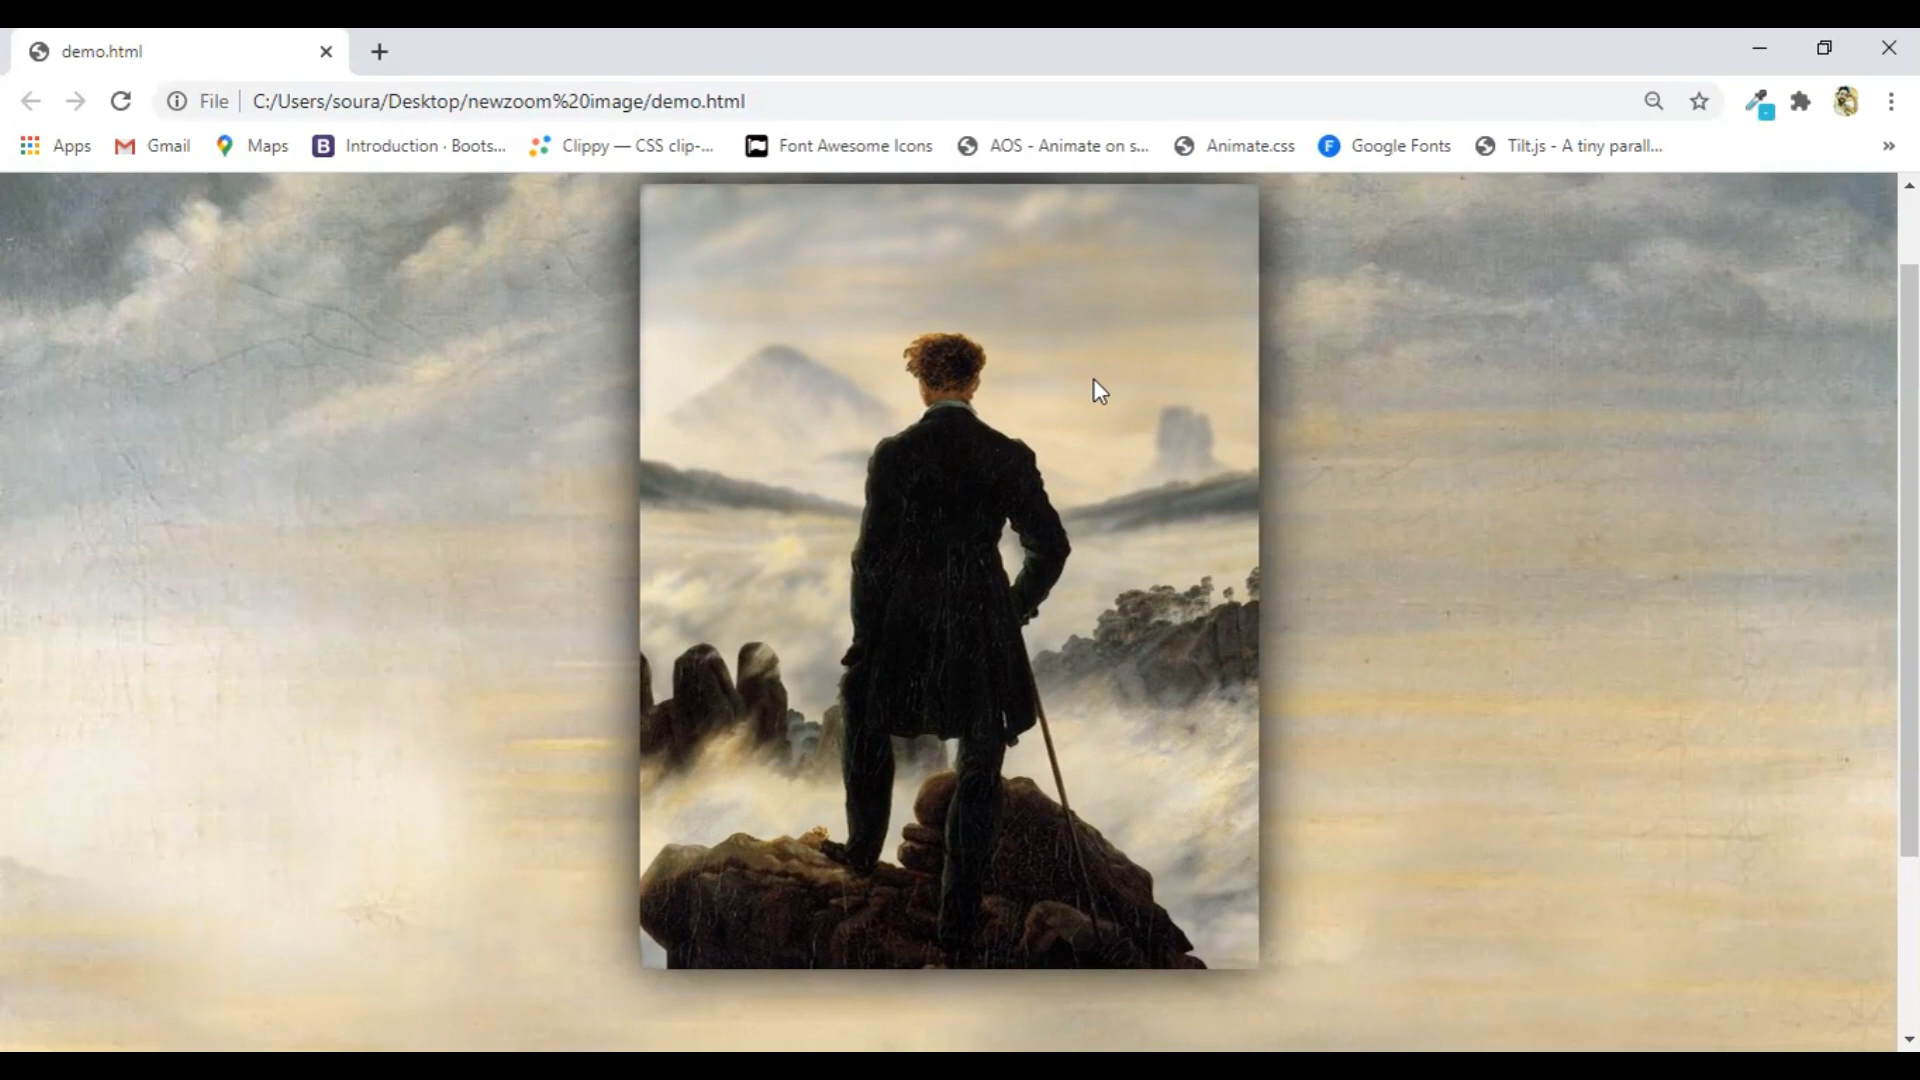 demo.html
File C:/Users/soura/Desktop/newzoom%20image/demo.html
Apps Gmail Maps B Introduction · Boots... Clippy — CSS clip-... Font Awesome Icons AOS - Animate on s... Animate.css F Google Fonts Tilt.js - A tiny parall... »